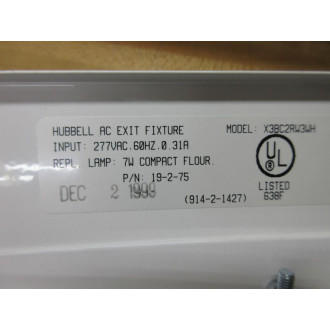 HUBBELL AC EXIT FIXTURE
MODEL: X3BC2RW3WH
INPUT: 277VAC.60HZ.0.31A
REPL. LAMP: 7W COMPACT FLOUR.
P/N: 19-2-75
UL
LISTED
638F
DEC 2 1999
(914-2-1427)